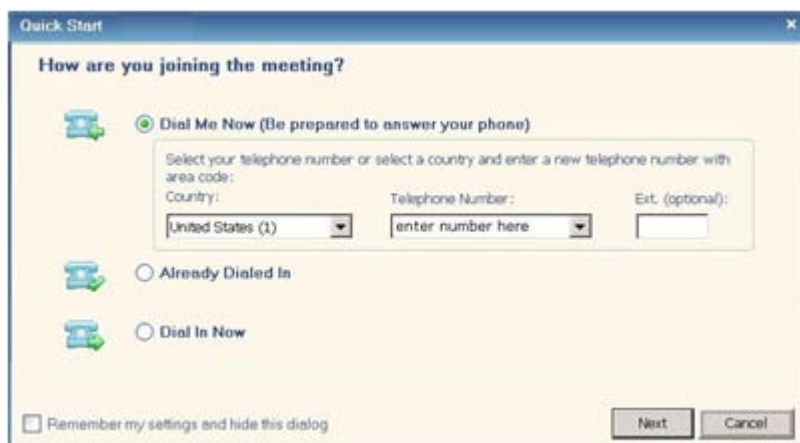 Quick Start
How are you joining the meeting?
Dial Me Now (Be prepared to answer your phone)
Select your telephone number or select a country and enter a new telephone number with
area code:
Country: Telephone Number: Ext. (optional):
United States (1) enter number here
Already Dialed In
Dial In Now
Remember my settings and hide this dialog Next Cancel